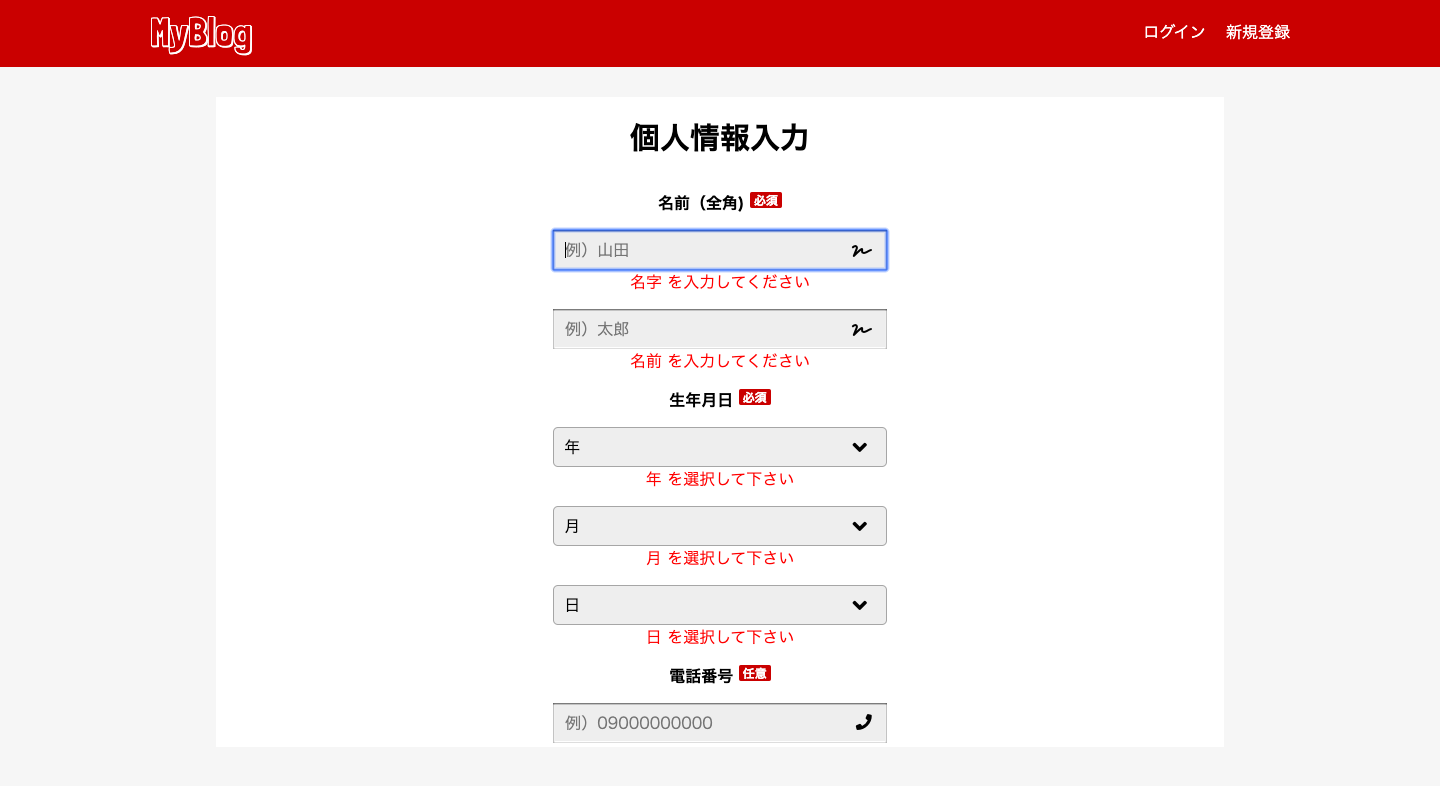 MyBlog
ログイン 新規登録
個人情報入力
名前（全角) 必須
例）山田
名字 を入力してください
例）太郎
名前 を入力してください
生年月日 必須
年
年 を選択して下さい
月
月 を選択して下さい
日
日 を選択して下さい
電話番号 任意
例）09000000000